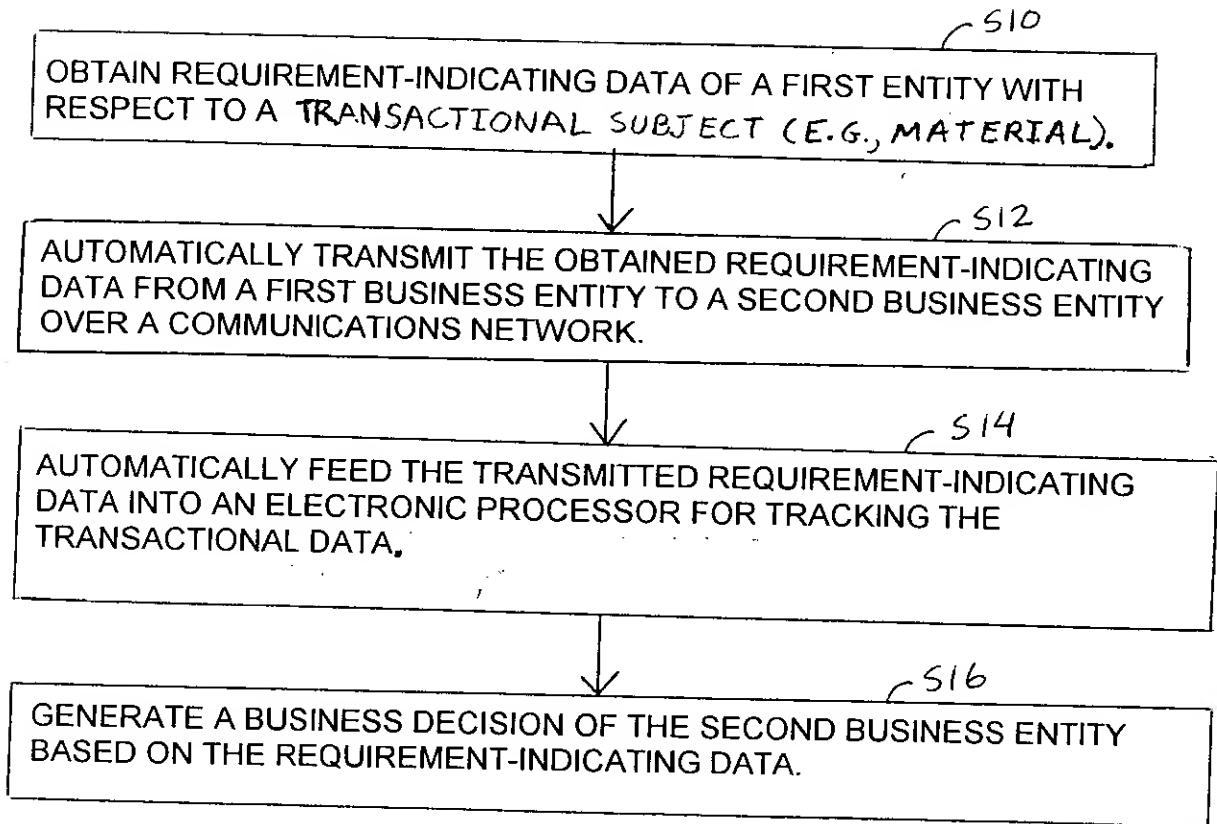 S10
OBTAIN REQUIREMENT-INDICATING DATA OF A FIRST ENTITY WITH
RESPECT TO A TRANSACTIONAL SUBJECT (E.G., MATERIAL).
S12
AUTOMATICALLY TRANSMIT THE OBTAINED REQUIREMENT-INDICATING
DATA FROM A FIRST BUSINESS ENTITY TO A SECOND BUSINESS ENTITY
OVER A COMMUNICATIONS NETWORK.
S14
AUTOMATICALLY FEED THE TRANSMITTED REQUIREMENT-INDICATING
DATA INTO AN ELECTRONIC PROCESSOR FOR TRACKING THE
TRANSACTIONAL DATA.
S16
GENERATE A BUSINESS DECISION OF THE SECOND BUSINESS ENTITY
BASED ON THE REQUIREMENT-INDICATING DATA.